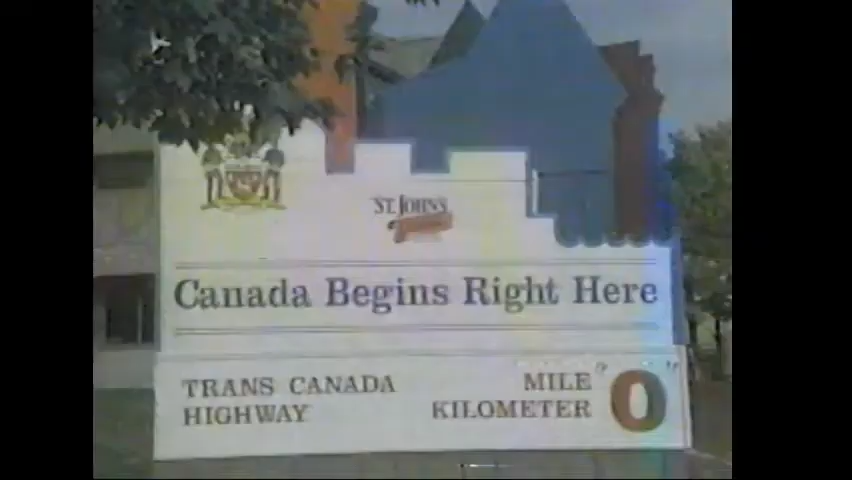 ST. JOHN'S
Canada Begins Right Here
TRANS CANADA
HIGHWAY
MILE "0"
KILOMETER